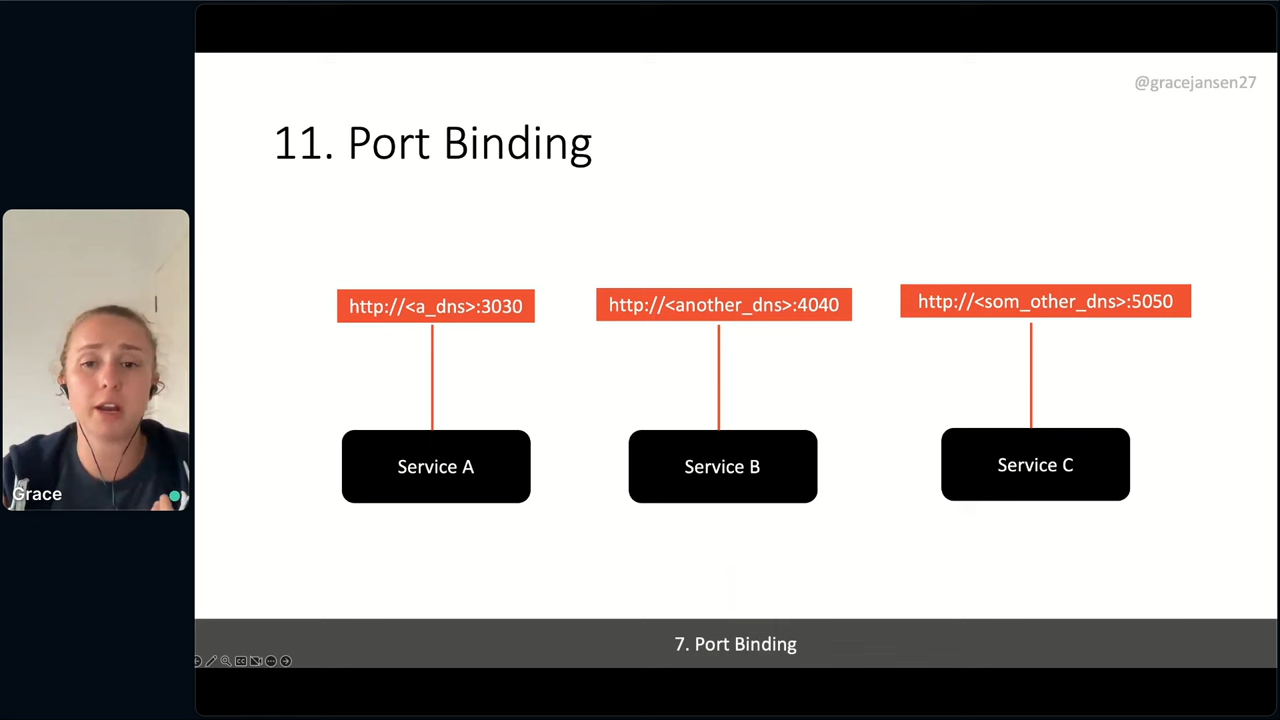 @gracejansen27
11. Port Binding
http://<a_dns>:3030
http://<another_dns>:4040
http://<som_other_dns>:5050
Service A
Service B
Service C
Grace
7. Port Binding